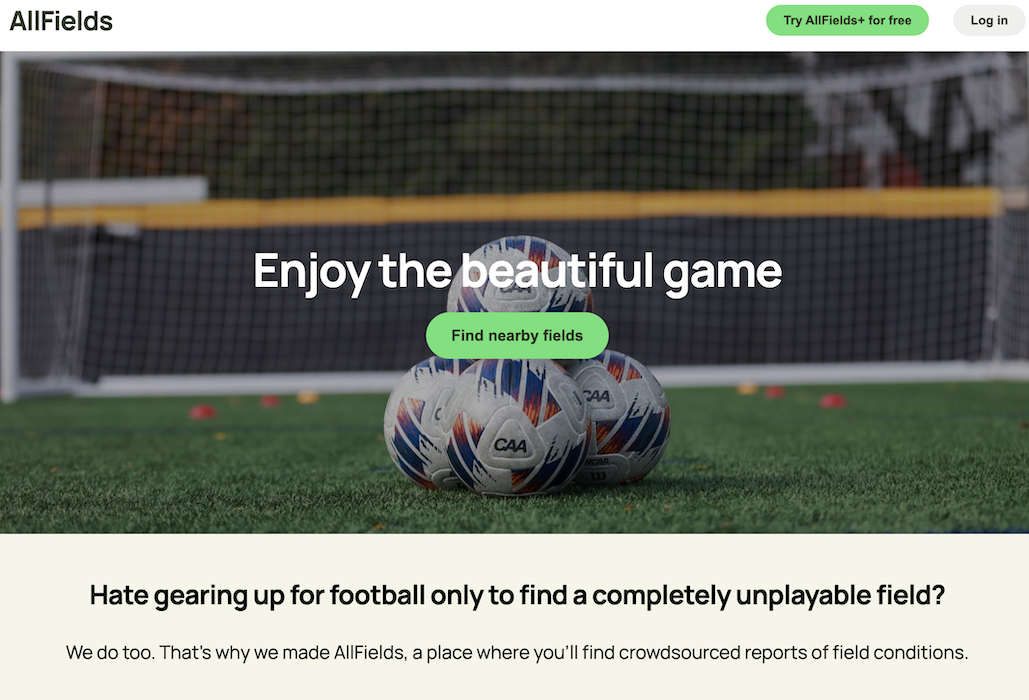 AllFields
Try AllFields+ for free
Log in
Enjoy the beautiful game
CAA
Find nearby fields
CAA
CAA
NCAA
Hate gearing up for football only to find a completely unplayable field?
We do too. That's why we made AllFields, a place where you'll find crowdsourced reports of field conditions.